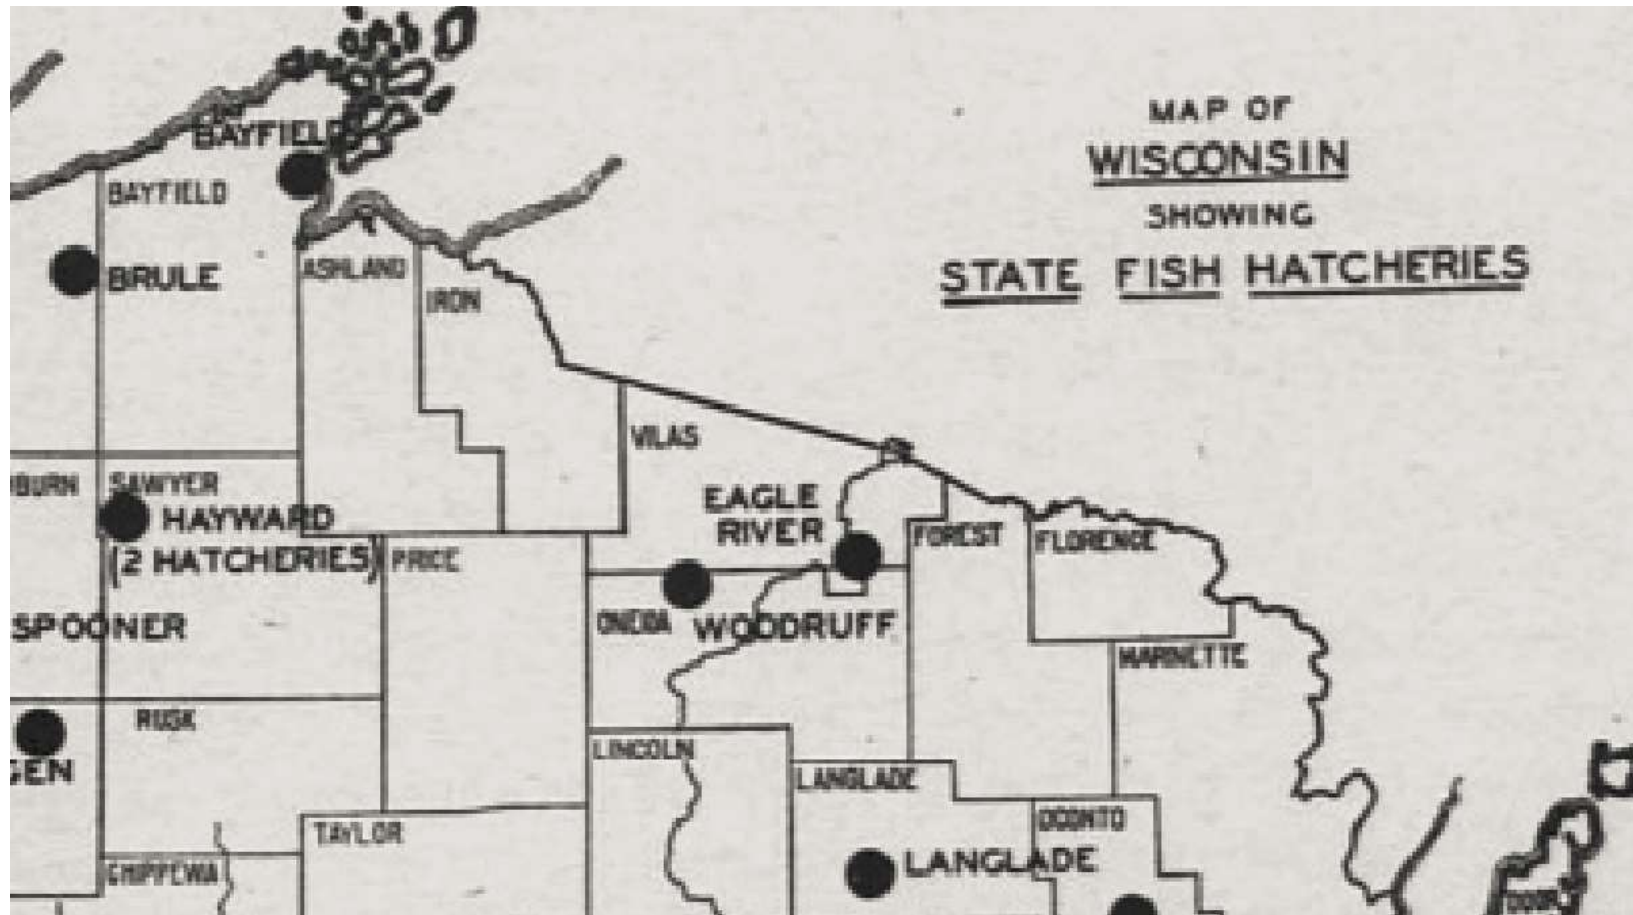 MAP OF
WISCONSIN
SHOWING
STATE FISH HATCHERIES
BAYFIELD
BAYFIELD
BRULE
ASHLAND
IRON
VILAS
BURN
SAWYER
HAYWARD
(2 HATCHERIES)
EAGLE
RIVER
FOREST
FLORENCE
PRICE
ONEIDA
WOODRUFF
SPOONER
MARINETTE
RUSK
GEN
LINCOLN
LANGLADE
OCONTO
TAYLOR
LANGLADE
CHIPPEWA
DOOR